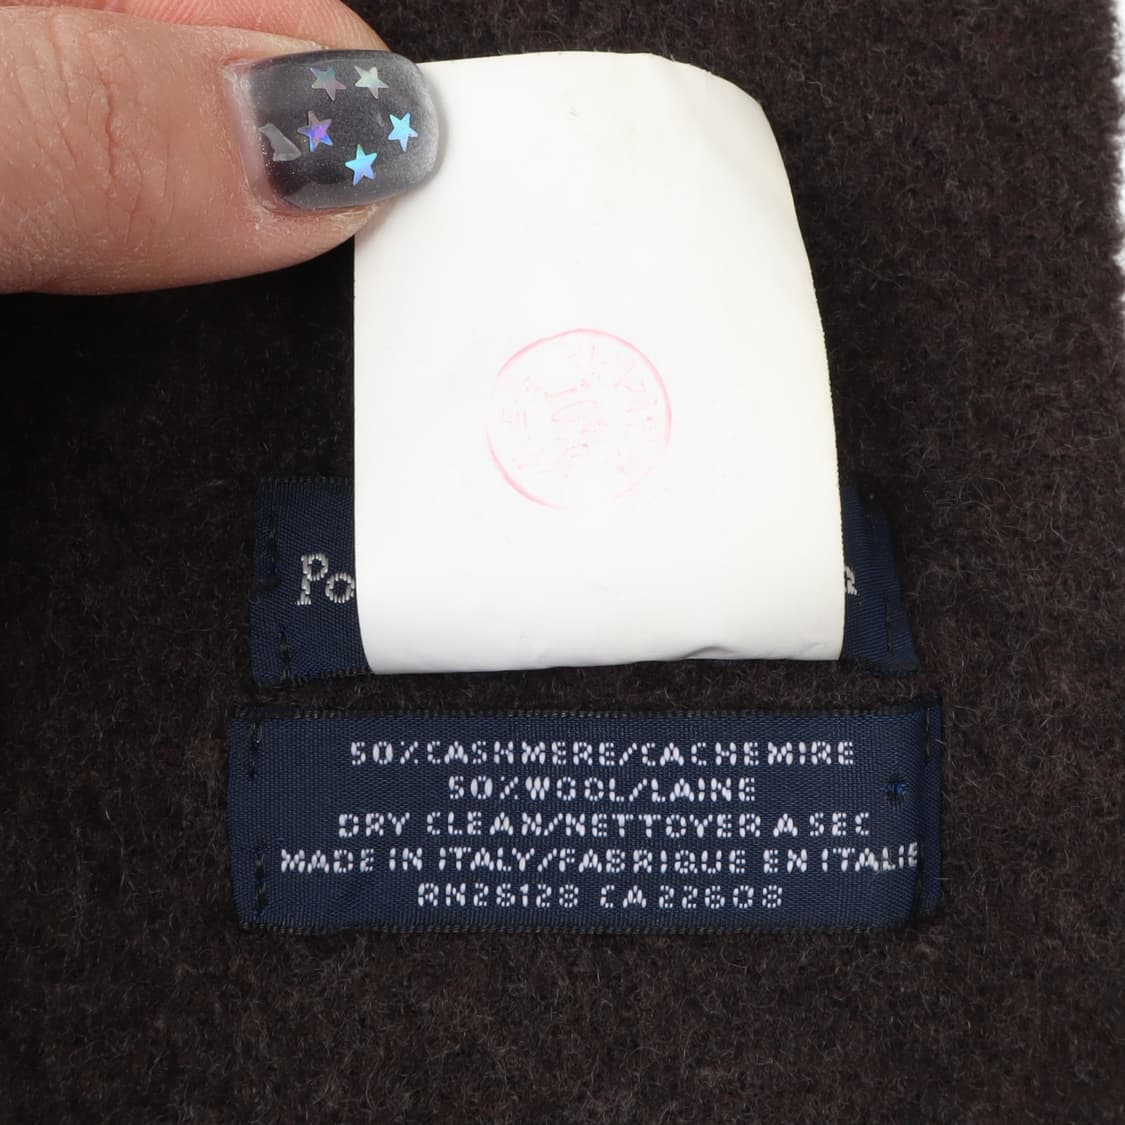 Po
50%CASHMERE/CACHEMIRE
50%WOOL/LAINE
DRY CLEAN/NETTOYER A SEC
MADE IN ITALY/FABRIQUE EN ITALIE
RN26128 CA22608